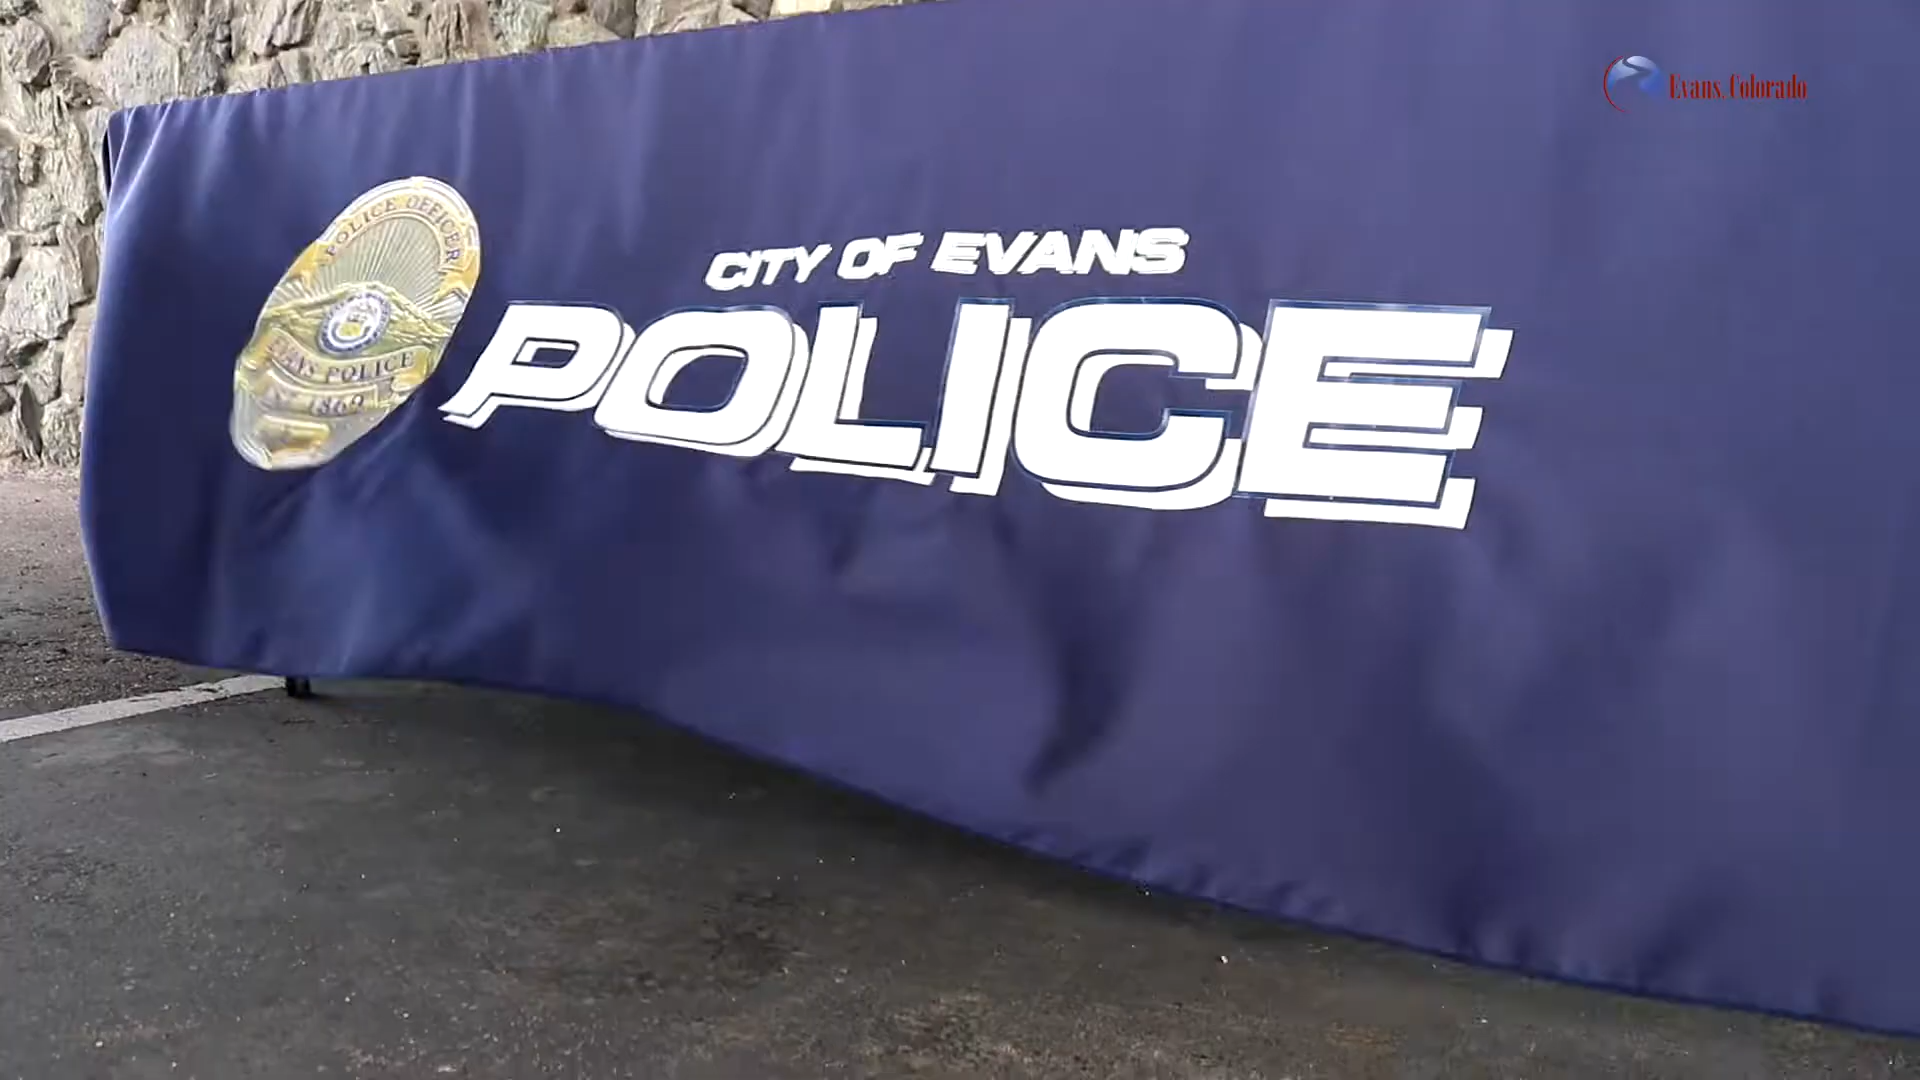 Evans, Colorado
POLICE OFFICER
POLICE
1869
CITY OF EVANS
POLICE